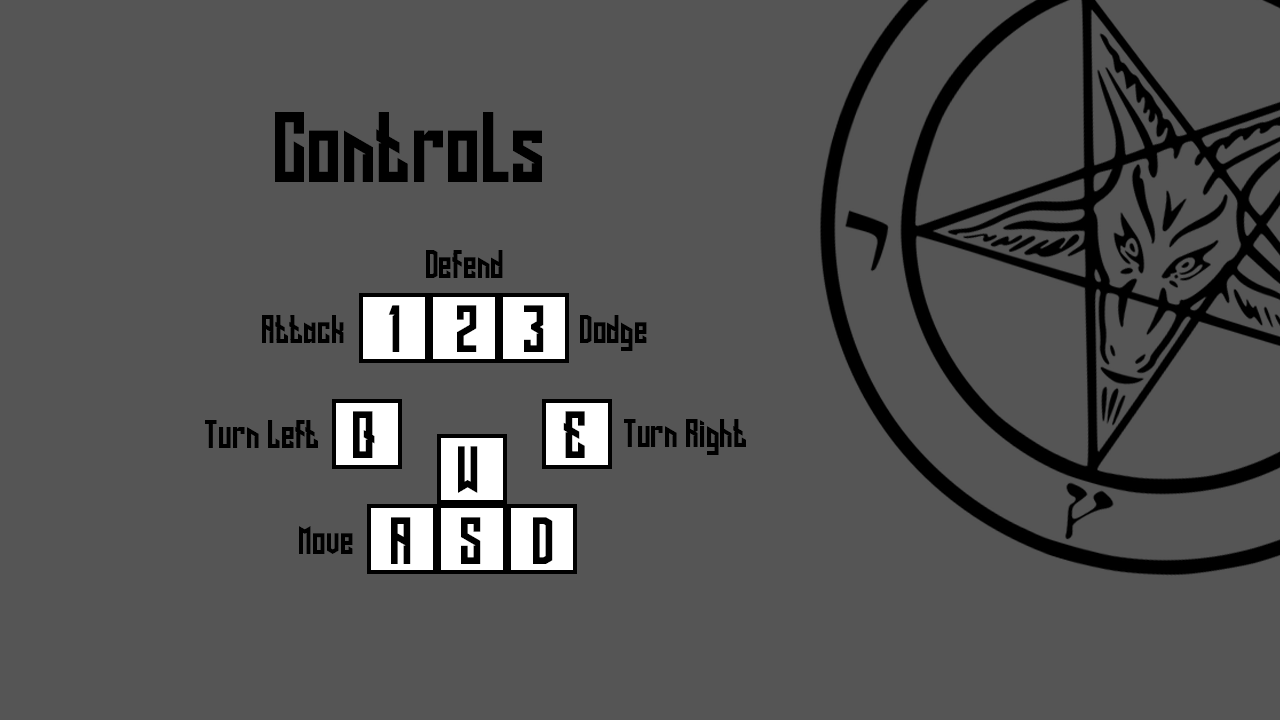 Controls
Defend
Attack 1 2 3 Dodge
Turn Left Q E Turn Right
W
Move A S D
י
ץ